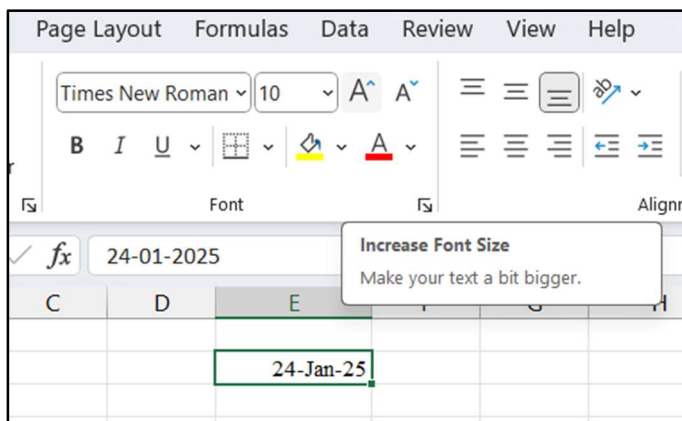 Page Layout Formulas Data Review View Help
Times New Roman 10 A A
B I U A
Font
fx 24-01-2025
Increase Font Size
Make your text a bit bigger.
C D E
24-Jan-25